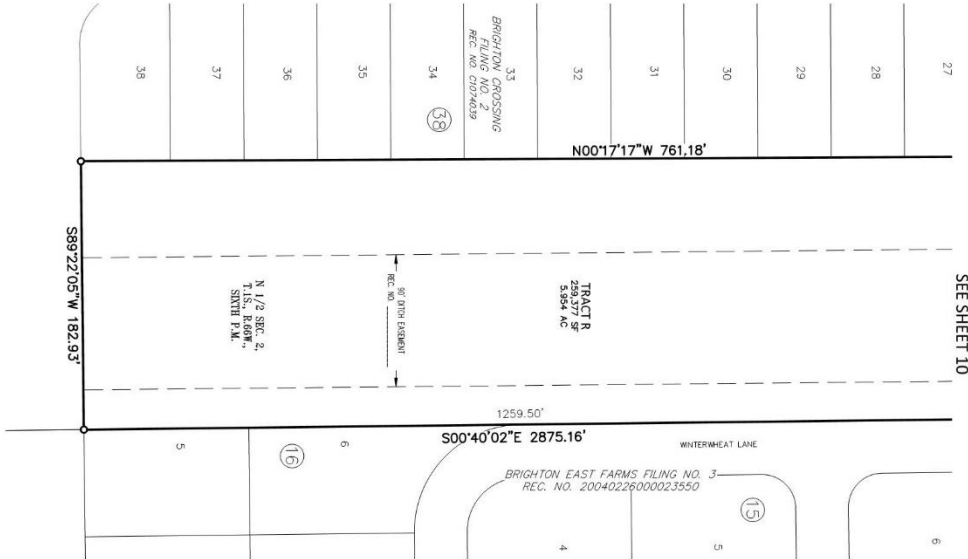 BRIGHTON CROSSING
FILING NO. 2
REC. NO. C1074039
38
37
36
35
34
33
32
31
30
29
28
27
38
N00°17'17"W 761.18'
SEE SHEET 10
S89°22'05"W 182.93'
N 1/2 SEC. 2,
T.1S., R.66W.,
SIXTH P.M.
90' DITCH EASEMENT
REC. NO.
TRACT R
259,377 SF
5.954 AC
1259.50'
S00°40'02"E 2875.16'
WINTERWHEAT LANE
BRIGHTON EAST FARMS FILING NO. 3
REC. NO. 20040226000023550
5
16
6
15
4
5
6